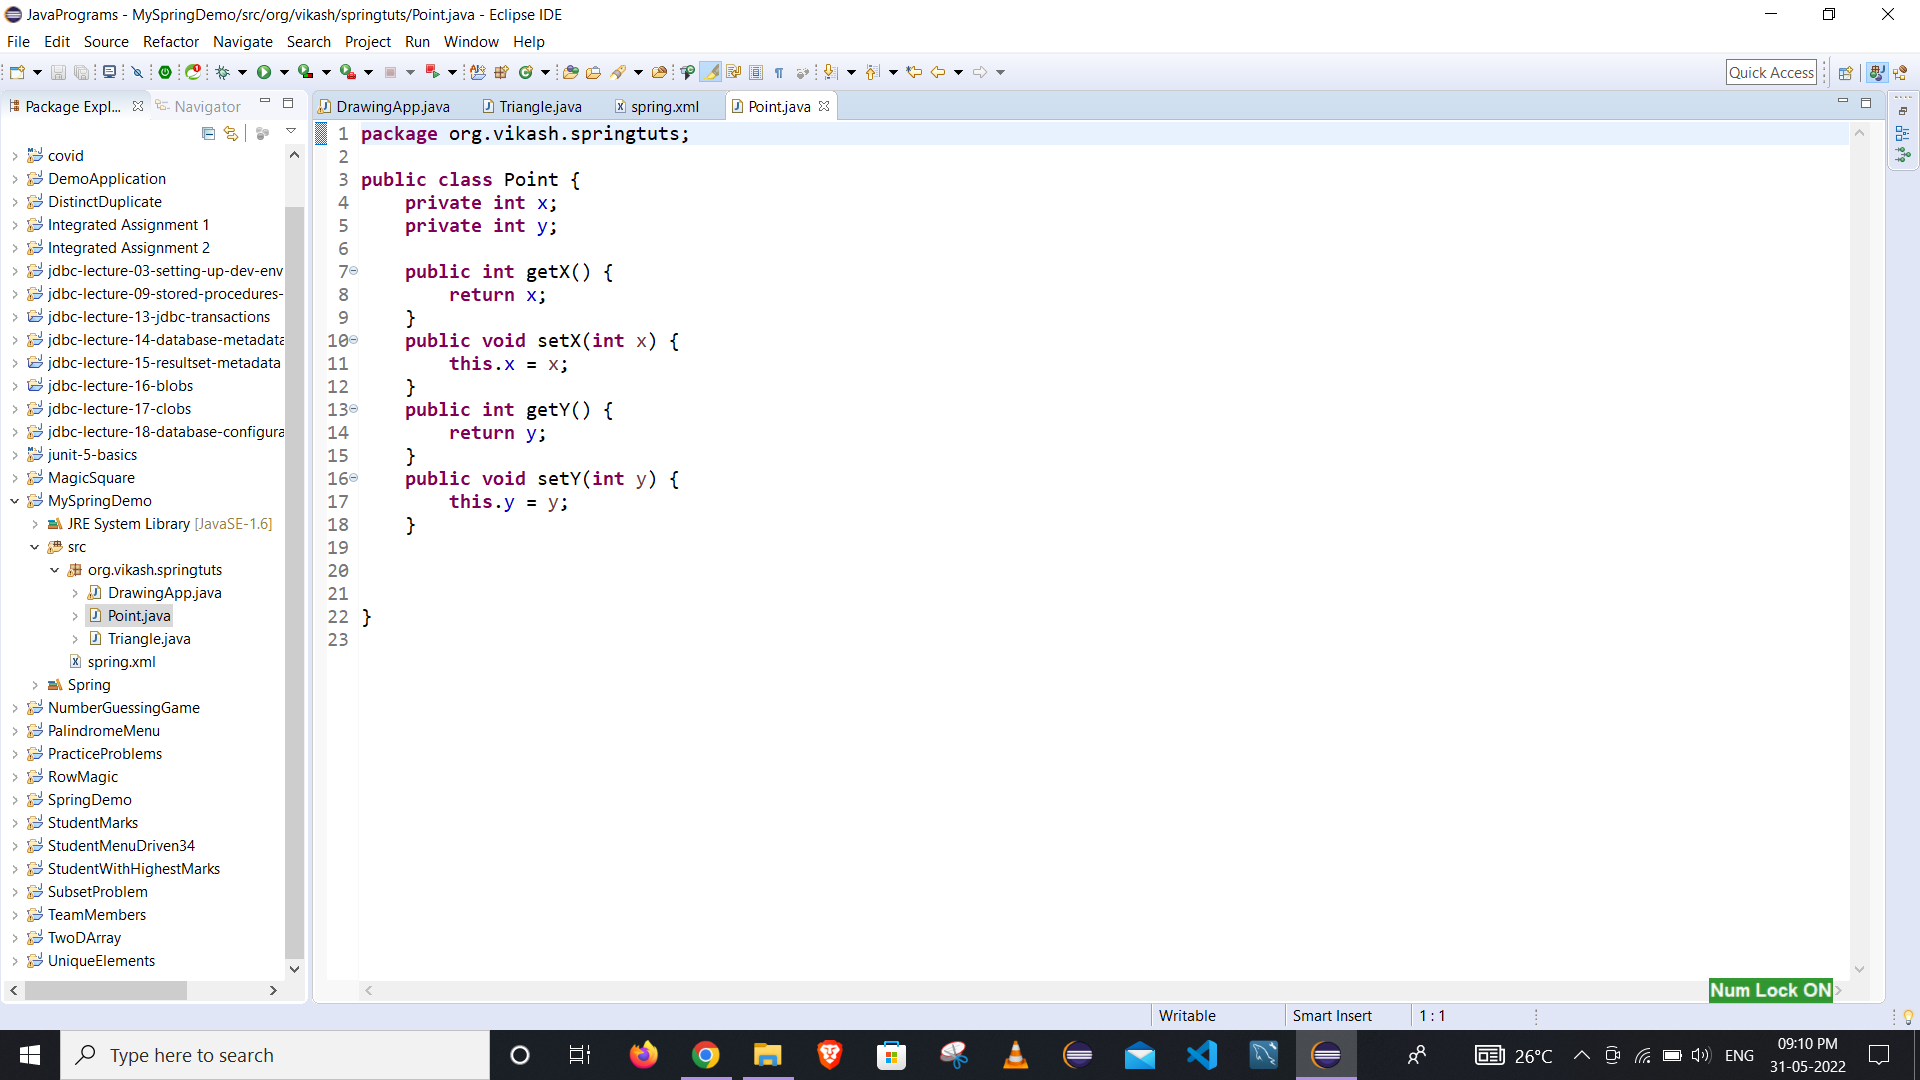 JavaPrograms - MySpringDemo/src/org/vikash/springtuts/Point.java - Eclipse IDE
File Edit Source Refactor Navigate Search Project Run Window Help
Quick Access
Package Expl... Navigator
DrawingApp.java Triangle.java spring.xml Point.java
covid
DemoApplication
DistinctDuplicate
Integrated Assignment 1
Integrated Assignment 2
jdbc-lecture-03-setting-up-dev-env
jdbc-lecture-09-stored-procedures-
jdbc-lecture-13-jdbc-transactions
jdbc-lecture-14-database-metadata
jdbc-lecture-15-resultset-metadata
jdbc-lecture-16-blobs
jdbc-lecture-17-clobs
jdbc-lecture-18-database-configura
junit-5-basics
MagicSquare
MySpringDemo
JRE System Library [JavaSE-1.6]
src
org.vikash.springtuts
DrawingApp.java
Point.java
Triangle.java
spring.xml
Spring
NumberGuessingGame
PalindromeMenu
PracticeProblems
RowMagic
SpringDemo
StudentMarks
StudentMenuDriven34
StudentWithHighestMarks
SubsetProblem
TeamMembers
TwoDArray
UniqueElements
1 package org.vikash.springtuts;
2
3 public class Point {
4     private int x;
5     private int y;
6
7     public int getX() {
8         return x;
9     }
10     public void setX(int x) {
11         this.x = x;
12     }
13     public int getY() {
14         return y;
15     }
16     public void setY(int y) {
17         this.y = y;
18     }
19
20
21
22 }
23
Num Lock ON
Writable Smart Insert 1 : 1
Type here to search
26°C ENG 09:10 PM
31-05-2022